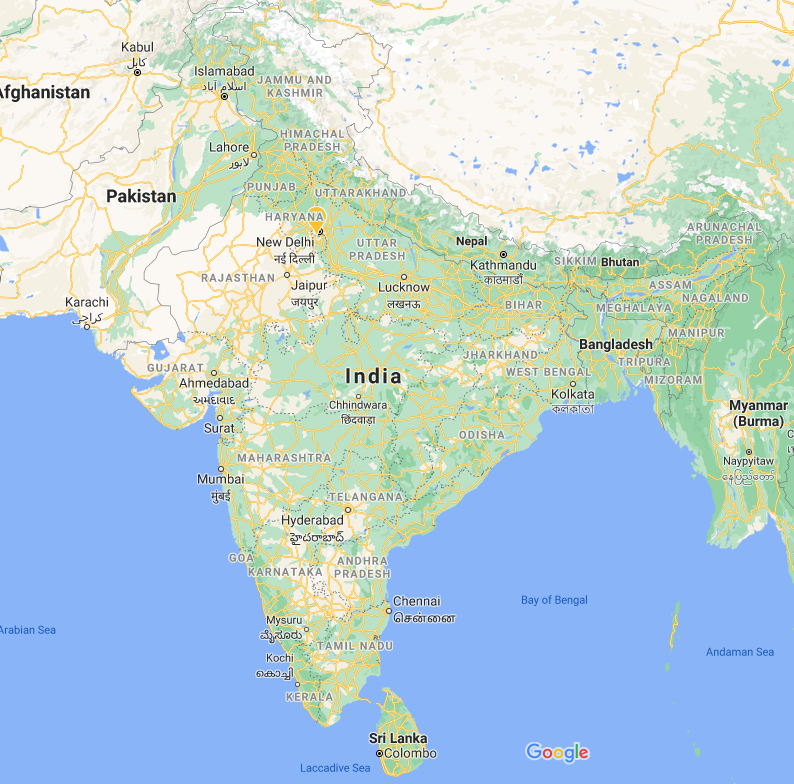 Kabul
کابل
Afghanistan
Islamabad
اسلام آباد
JAMMU AND
KASHMIR
HIMACHAL
PRADESH
Lahore
لاہور
Pakistan
PUNJAB
UTTARAKHAND
HARYANA
New Delhi
नई दिल्ली
UTTAR
PRADESH
Nepal
Kathmandu
काठमाडौं
SIKKIM
Bhutan
ARUNACHAL
PRADESH
RAJASTHAN
Jaipur
जयपुर
Lucknow
लखनऊ
ASSAM
NAGALAND
Karachi
کراچی
BIHAR
MEGHALAYA
MANIPUR
Bangladesh
JHARKHAND
TRIPURA
GUJARAT
Ahmedabad
અમદાવાદ
India
WEST BENGAL
MIZORAM
Kolkata
কলকাতা
Chhindwara
छिंदवाड़ा
Myanmar
(Burma)
Surat
ODISHA
MAHARASHTRA
Naypyitaw
နေပြည်တော်
Mumbai
मुंबई
TELANGANA
Hyderabad
హైదరాబాద్
GOA
KARNATAKA
ANDHRA
PRADESH
Chennai
சென்னை
Bay of Bengal
Arabian Sea
Mysuru
ಮೈಸೂರು
TAMIL NADU
Andaman Sea
Kochi
കൊച്ചി
KERALA
Sri Lanka
Colombo
Google
Laccadive Sea